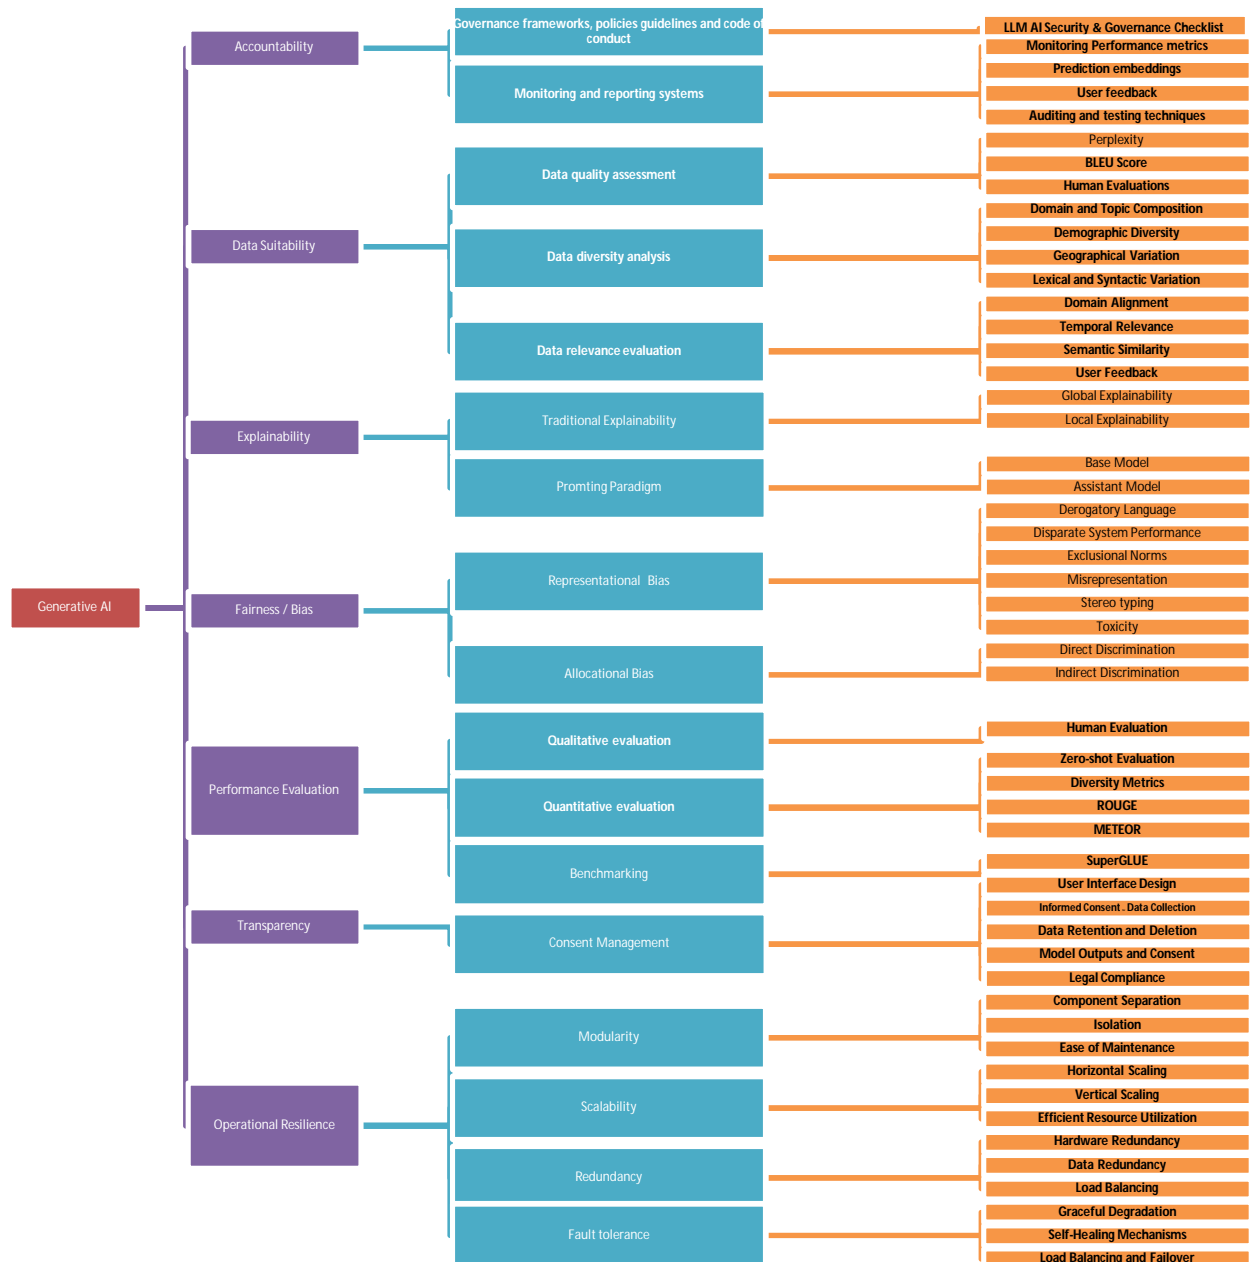 Generative AI
Accountability
Governance frameworks, policies guidelines and code of
conduct
LLM AI Security & Governance Checklist
Monitoring and reporting systems
Monitoring Performance metrics
Prediction embeddings
User feedback
Auditing and testing techniques
Data Suitability
Data quality assessment
Perplexity
BLEU Score
Human Evaluations
Data diversity analysis
Domain and Topic Composition
Demographic Diversity
Geographical Variation
Lexical and Syntactic Variation
Data relevance evaluation
Domain Alignment
Temporal Relevance
Semantic Similarity
User Feedback
Explainability
Traditional Explainability
Global Explainability
Local Explainability
Promting Paradigm
Base Model
Assistant Model
Fairness / Bias
Representational Bias
Derogatory Language
Disparate System Performance
Exclusional Norms
Misrepresentation
Stereo typing
Toxicity
Allocational Bias
Direct Discrimination
Indirect Discrimination
Performance Evaluation
Qualitative evaluation
Human Evaluation
Quantitative evaluation
Zero-shot Evaluation
Diversity Metrics
ROUGE
METEOR
Benchmarking
SuperGLUE
Transparency
Consent Management
User Interface Design
Informed Consent . Data Collection
Data Retention and Deletion
Model Outputs and Consent
Legal Compliance
Operational Resilience
Modularity
Component Separation
Isolation
Ease of Maintenance
Scalability
Horizontal Scaling
Vertical Scaling
Efficient Resource Utilization
Redundancy
Hardware Redundancy
Data Redundancy
Load Balancing
Fault tolerance
Graceful Degradation
Self-Healing Mechanisms
Load Balancing and Failover